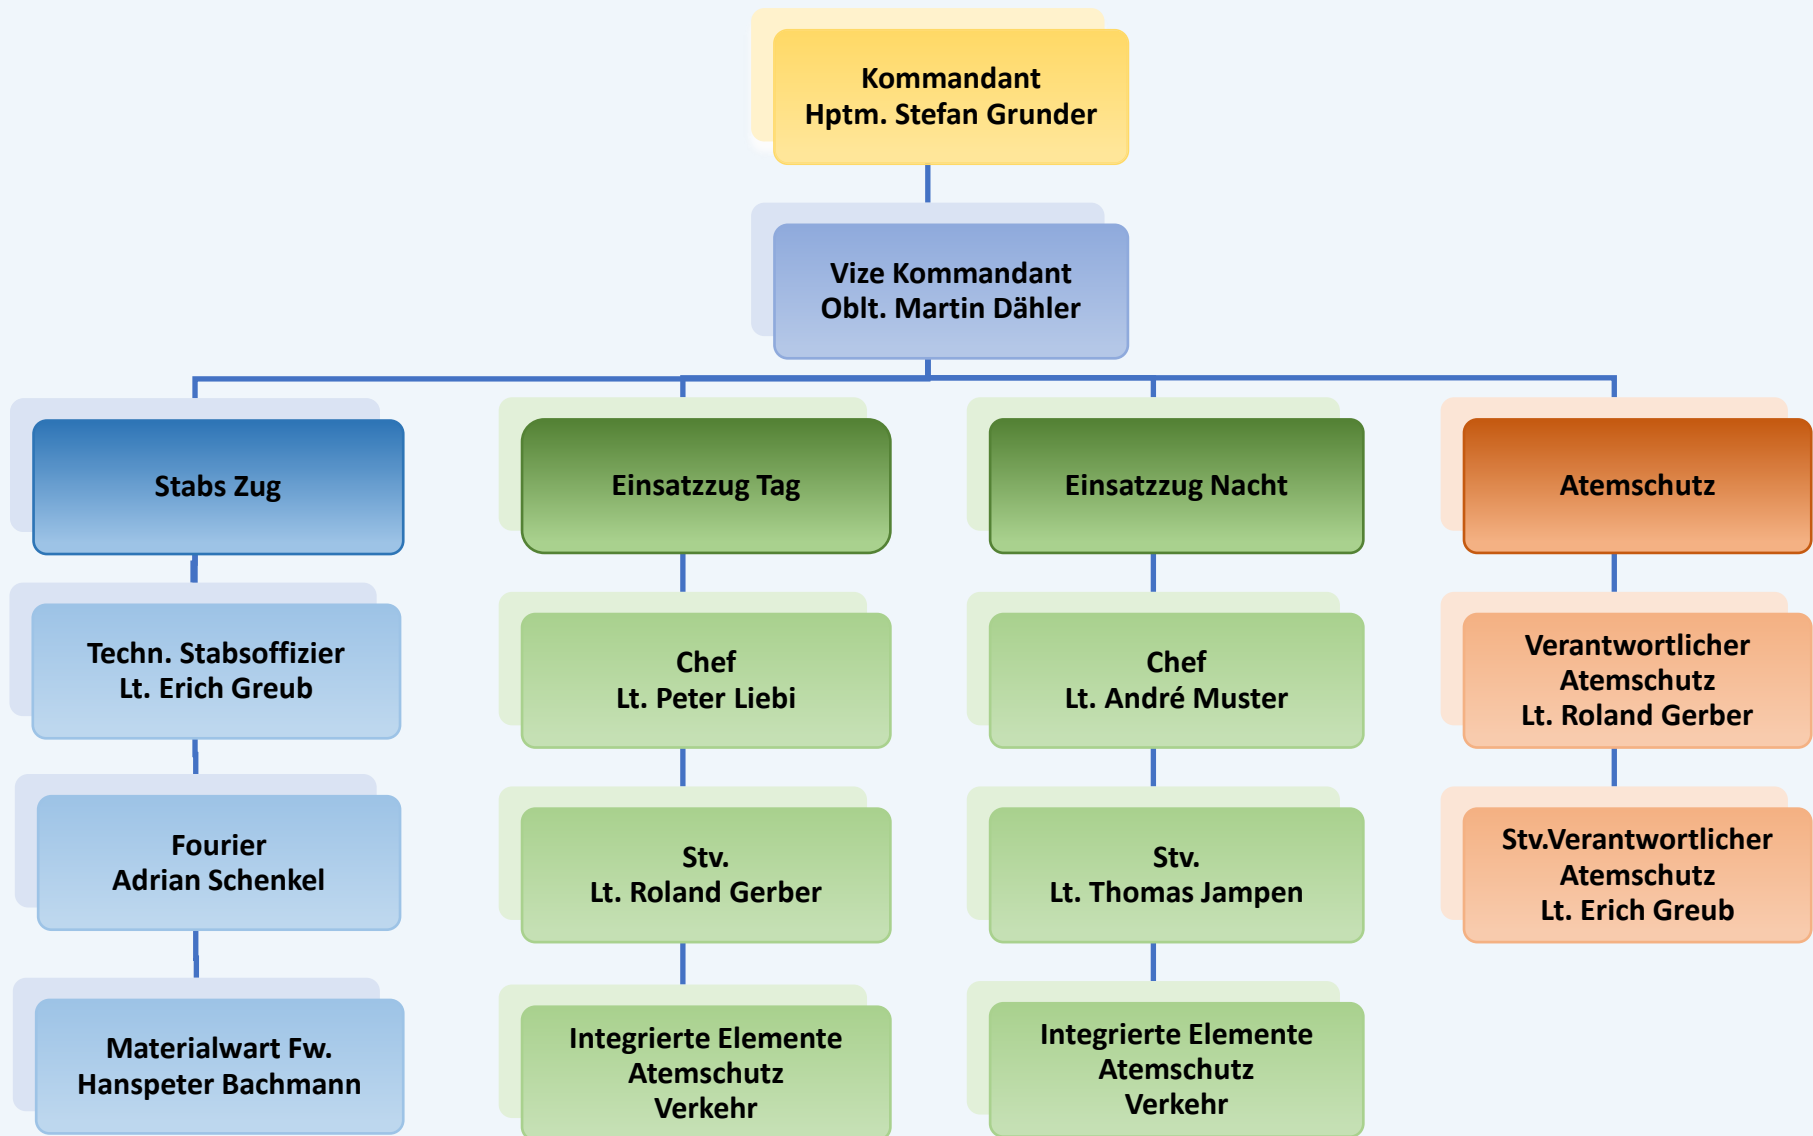 Kommandant
Hptm. Stefan Grunder
Vize Kommandant
Oblt. Martin Dähler
Stabs Zug
Einsatzzug Tag
Einsatzzug Nacht
Atemschutz
Techn. Stabsoffizier
Lt. Erich Greub
Chef
Lt. Peter Liebi
Chef
Lt. André Muster
Verantwortlicher
Atemschutz
Lt. Roland Gerber
Fourier
Adrian Schenkel
Stv.
Lt. Roland Gerber
Stv.
Lt. Thomas Jampen
Stv.Verantwortlicher
Atemschutz
Lt. Erich Greub
Materialwart Fw.
Hanspeter Bachmann
Integrierte Elemente
Atemschutz
Verkehr
Integrierte Elemente
Atemschutz
Verkehr